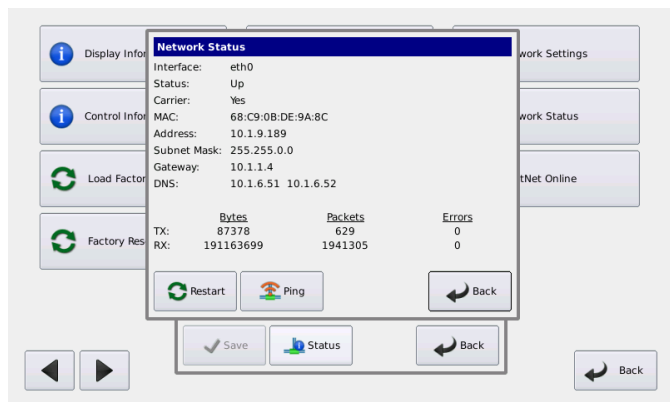 Display Infor
Network Status
work Settings
Interface: eth0
Status: Up
Carrier: Yes
Control Infor
MAC: 68:C9:0B:DE:9A:8C
work Status
Address: 10.1.9.189
Subnet Mask: 255.255.0.0
Gateway: 10.1.1.4
Load Factor
DNS: 10.1.6.51 10.1.6.52
tNet Online
Bytes Packets Errors
TX: 87378 629 0
Factory Res
RX: 191163699 1941305 0
Restart Ping Back
Save Status Back
Back